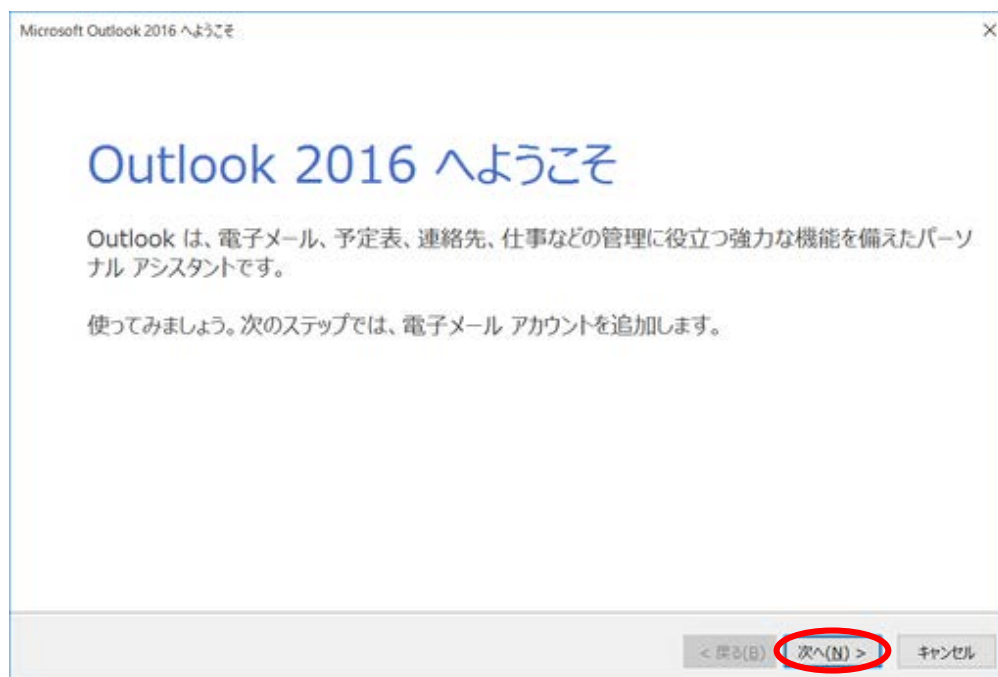 Microsoft Outlook 2016 へようこそ
Outlook 2016 へようこそ
Outlook は、電子メール、予定表、連絡先、仕事などの管理に役立つ強力な機能を備えたパーソ
ナル アシスタントです。
使ってみましょう。次のステップでは、電子メール アカウントを追加します。
< 戻る(B) 次へ(N) > キャンセル